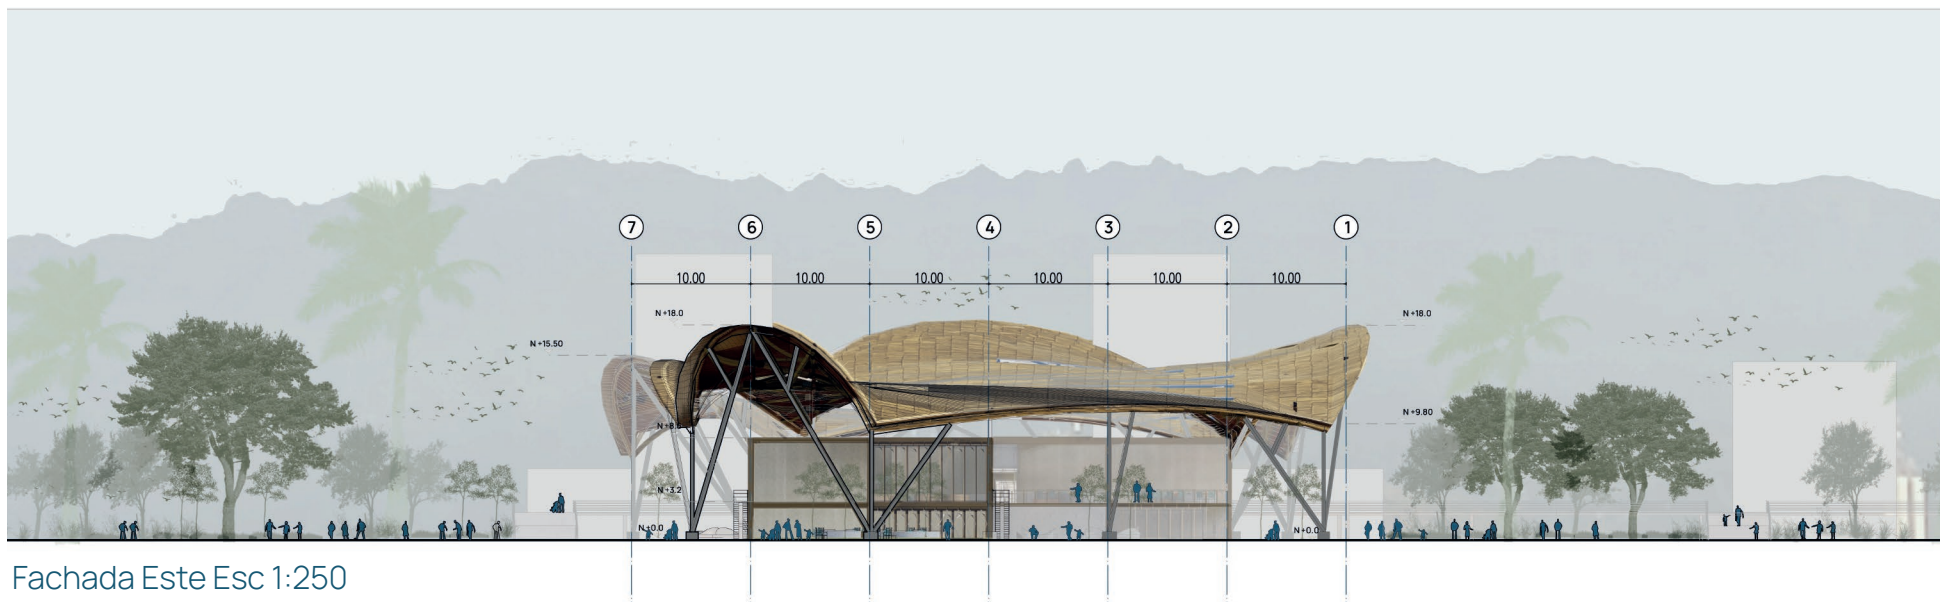 7 6 5 4 3 2 1
10.00 10.00 10.00 10.00 10.00 10.00
N +18.0 N +18.0
N +15.50
N +9.80
N +3.2
N +0.0 N +0.0
Fachada Este Esc 1:250